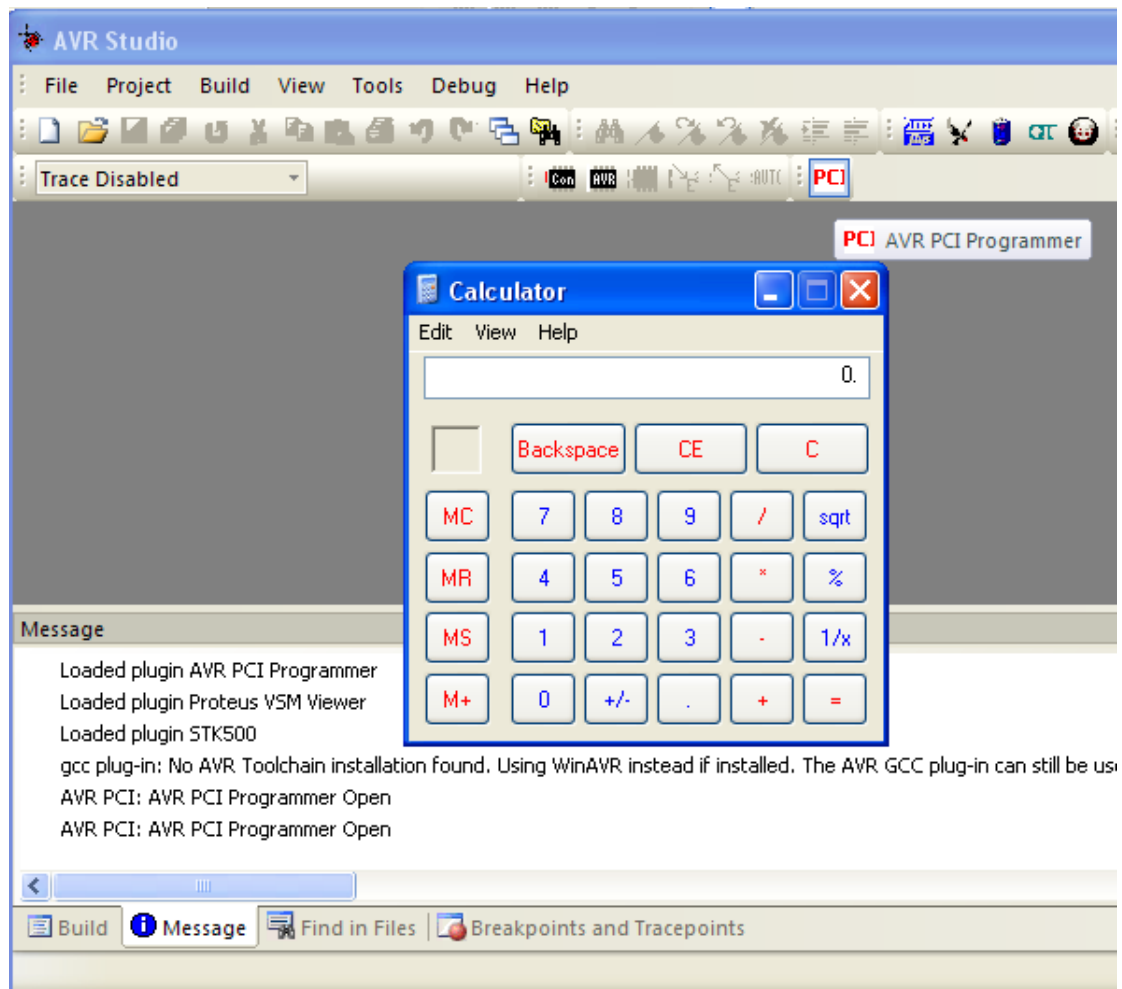 AVR Studio
File Project Build View Tools Debug Help
Trace Disabled
Con AVR AUTO PCI
PCI AVR PCI Programmer
Calculator
Edit View Help
0.
Backspace CE C
MC 7 8 9 / sqrt
MR 4 5 6 * %
MS 1 2 3 - 1/x
M+ 0 +/- . + =
Message
Loaded plugin AVR PCI Programmer
Loaded plugin Proteus VSM Viewer
Loaded plugin STK500
gcc plug-in: No AVR Toolchain installation found. Using WinAVR instead if installed. The AVR GCC plug-in can still be
AVR PCI: AVR PCI Programmer Open
AVR PCI: AVR PCI Programmer Open
Build Message Find in Files Breakpoints and Tracepoints